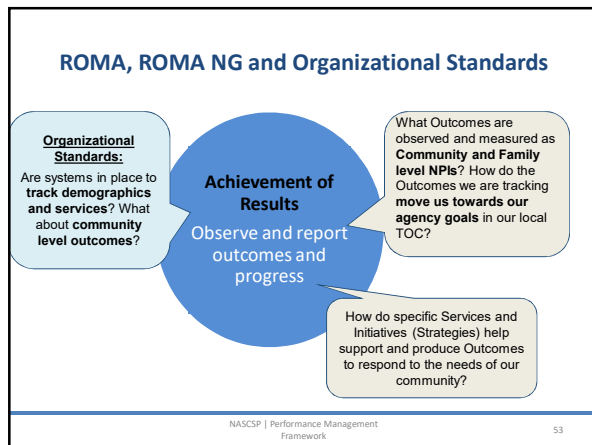 ROMA, ROMA NG and Organizational Standards
Organizational
Standards:
Are systems in place to
track demographics
and services? What
about community
level outcomes?
Achievement of
Results
Observe and report
outcomes and
progress
What Outcomes are
observed and measured as
Community and Family
level NPIs? How do the
Outcomes we are tracking
move us towards our
agency goals in our local
TOC?
How do specific Services and
Initiatives (Strategies) help
support and produce Outcomes
to respond to the needs of our
community?
NASCSP | Performance Management
Framework
53